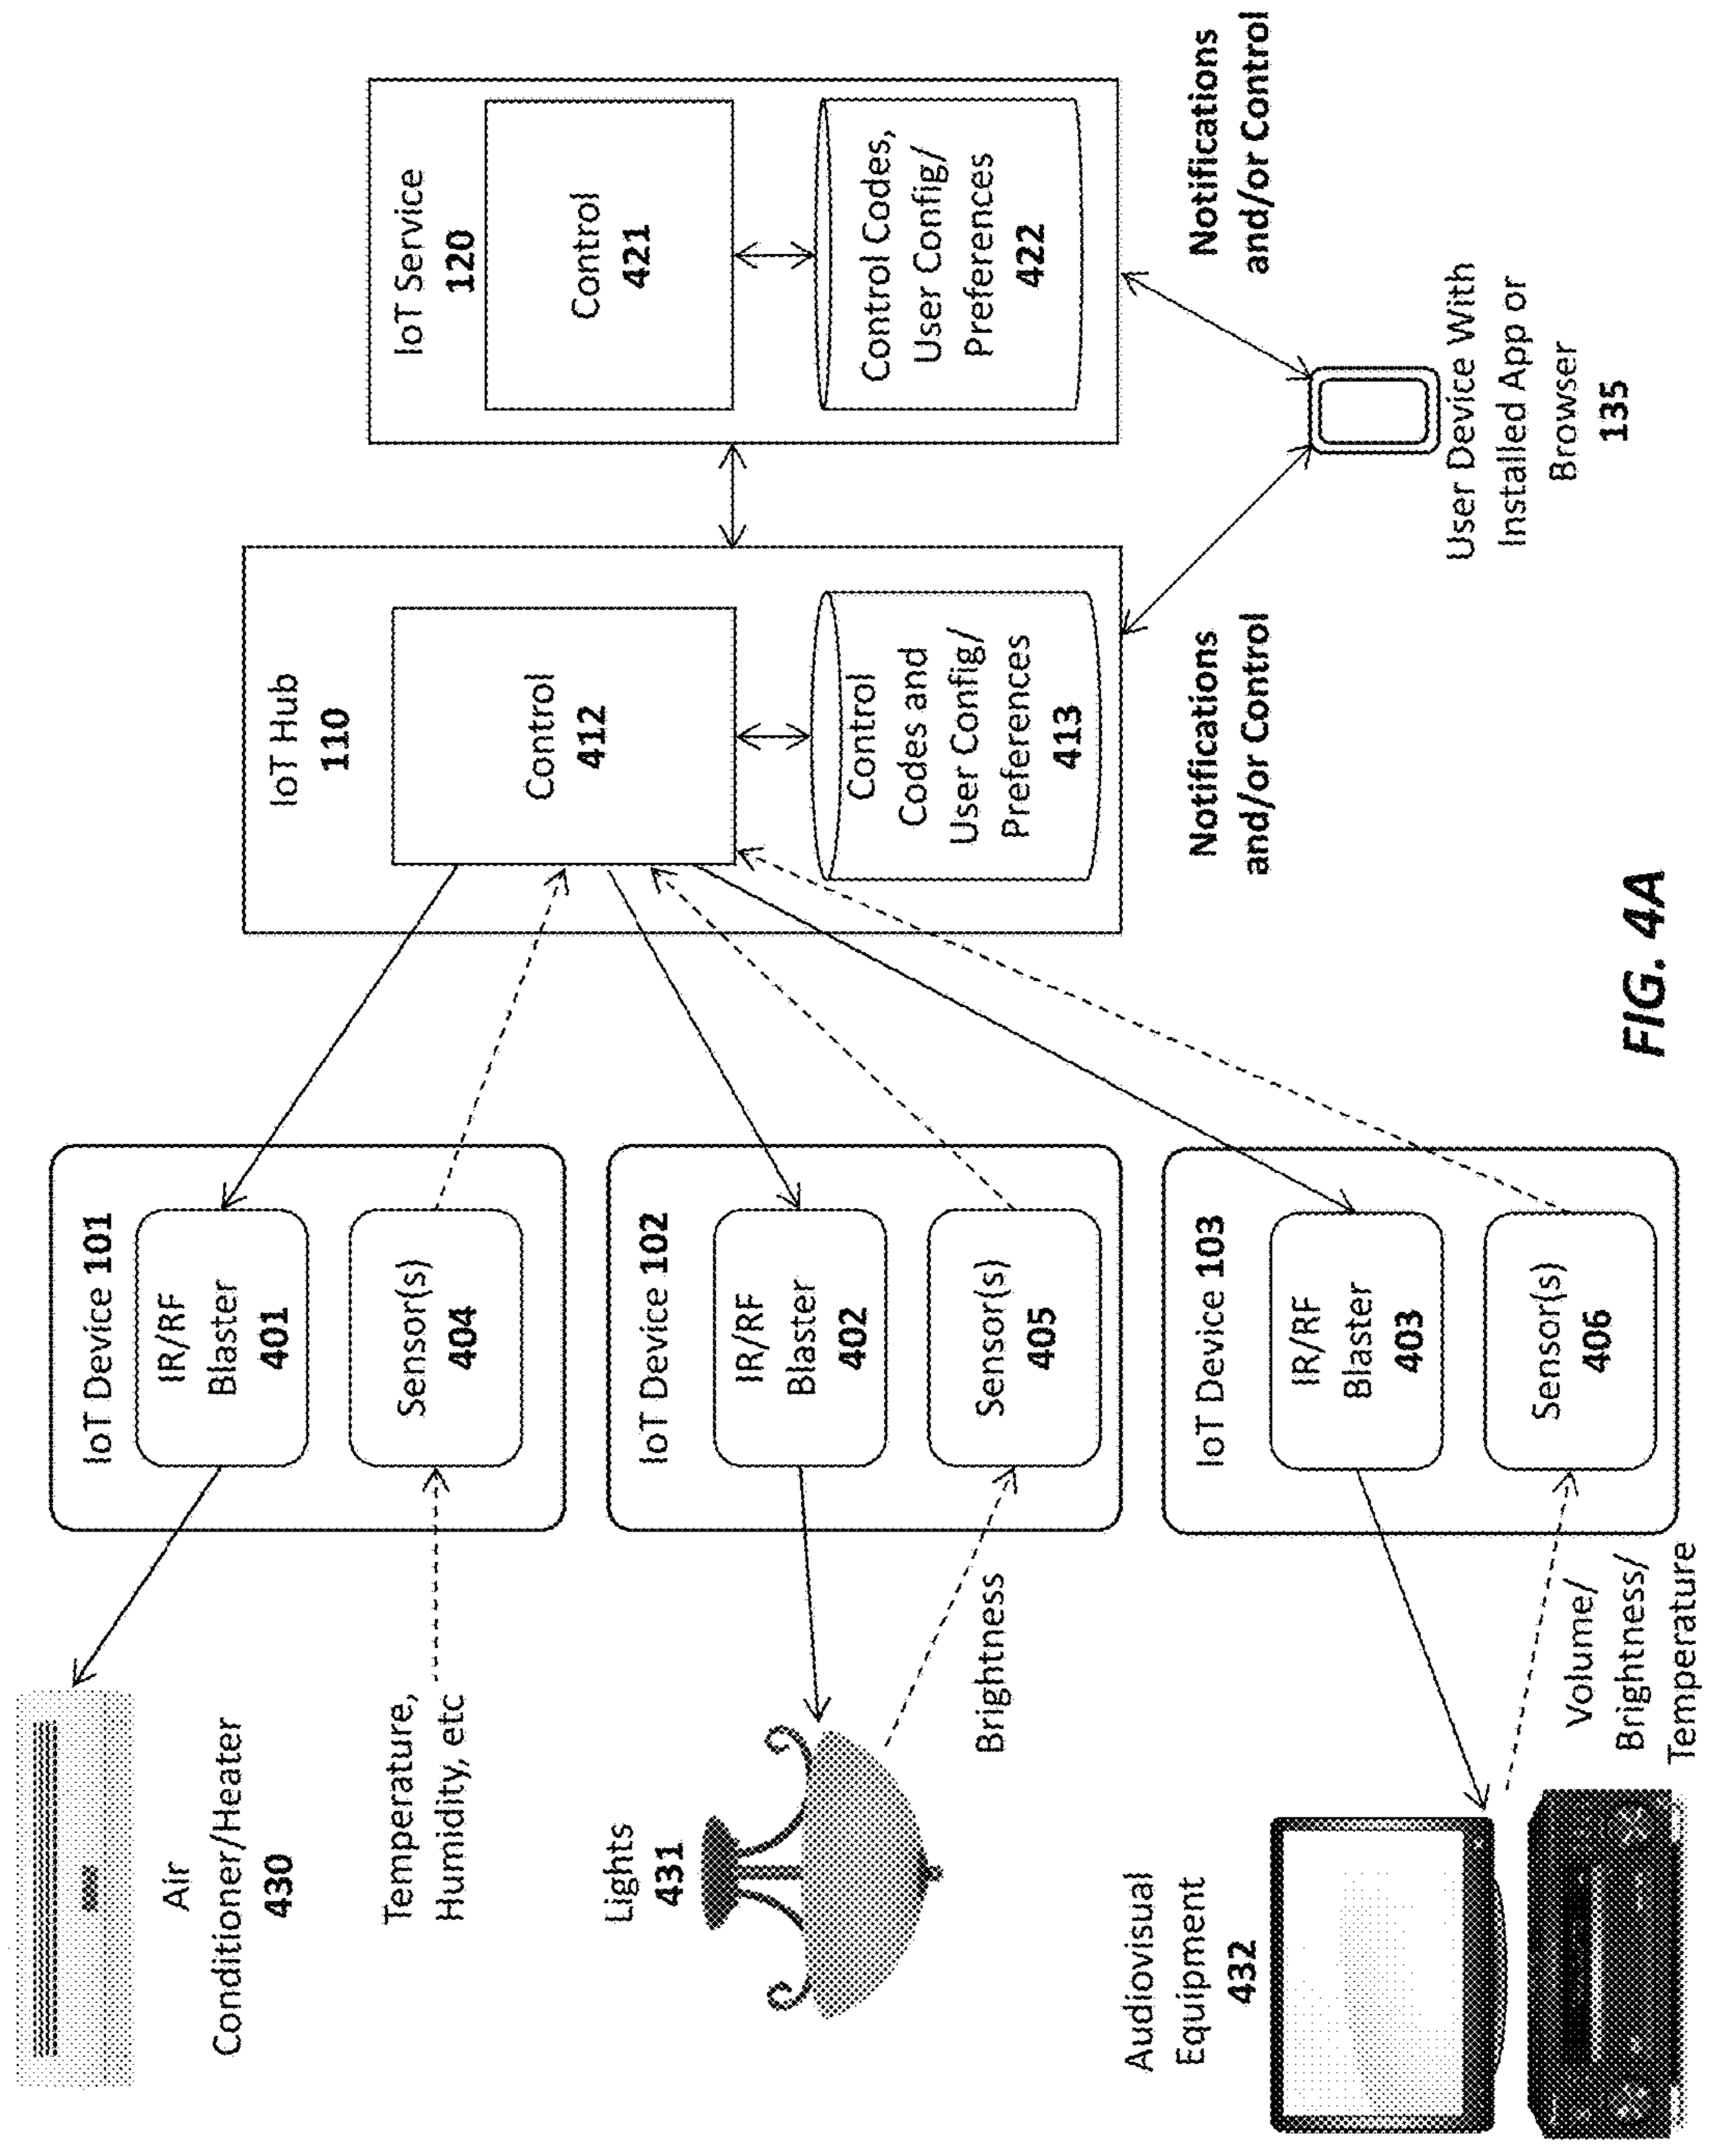 Air
Conditioner/Heater
430
Temperature,
Humidity, etc
Lights
431
Brightness
Audiovisual
Equipment
432
Volume/
Brightness/
Temperature
IoT Device 101
IR/RF
Blaster
401
Sensor(s)
404
IoT Device 102
IR/RF
Blaster
402
Sensor(s)
405
IoT Device 103
IR/RF
Blaster
403
Sensor(s)
406
IoT Hub
110
Control
412
Control
Codes and
User Config/
Preferences
413
Notifications
and/or Control
IoT Service
120
Control
421
Control Codes,
User Config/
Preferences
422
Notifications
and/or Control
User Device With
Installed App or
Browser
135
FIG. 4A